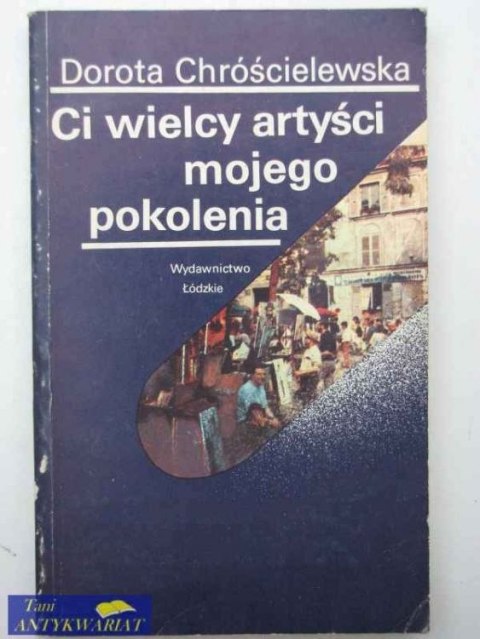 Dorota Chróścielewska
Ci wielcy artyści
mojego
pokolenia
Wydawnictwo
Łódzkie
Tani
ANTYKWARIAT